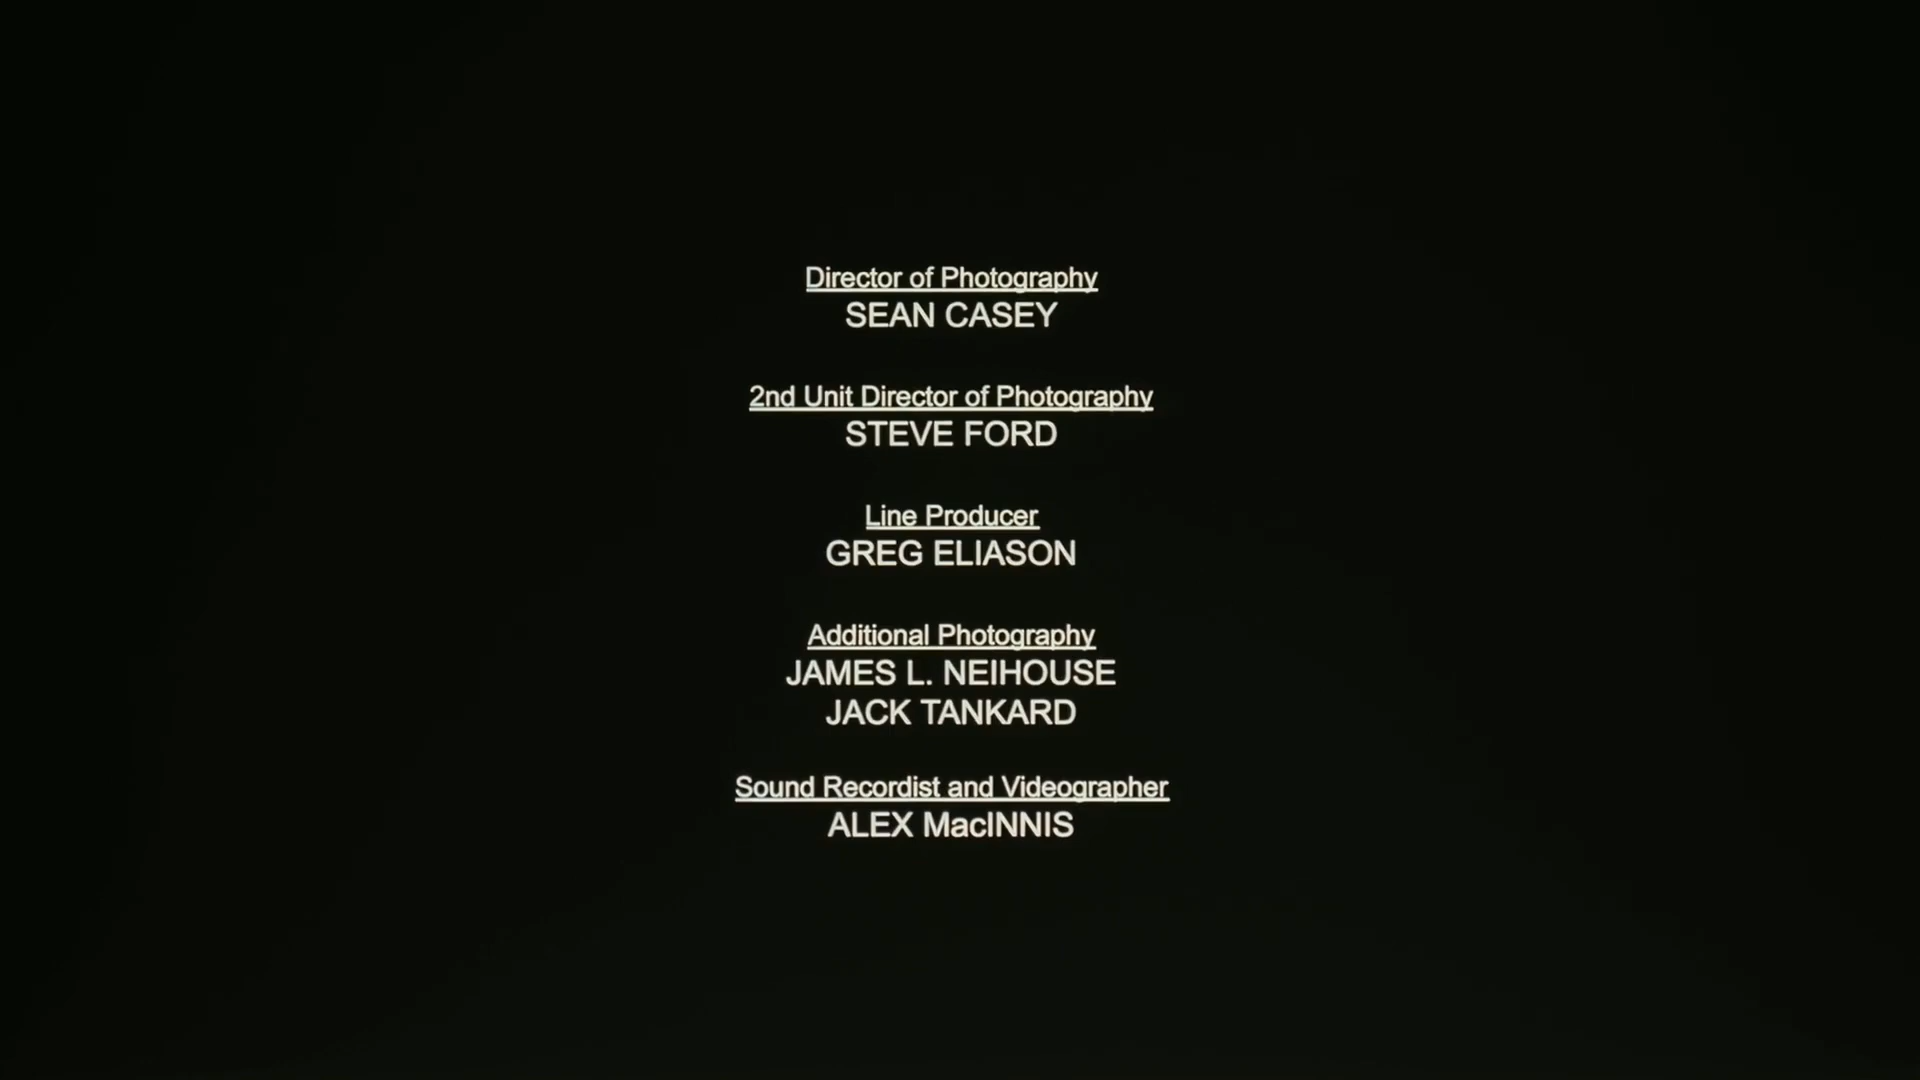 Director of Photography
SEAN CASEY
2nd Unit Director of Photography
STEVE FORD
Line Producer
GREG ELIASON
Additional Photography
JAMES L. NEIHOUSE
JACK TANKARD
Sound Recordist and Videographer
ALEX MacINNIS